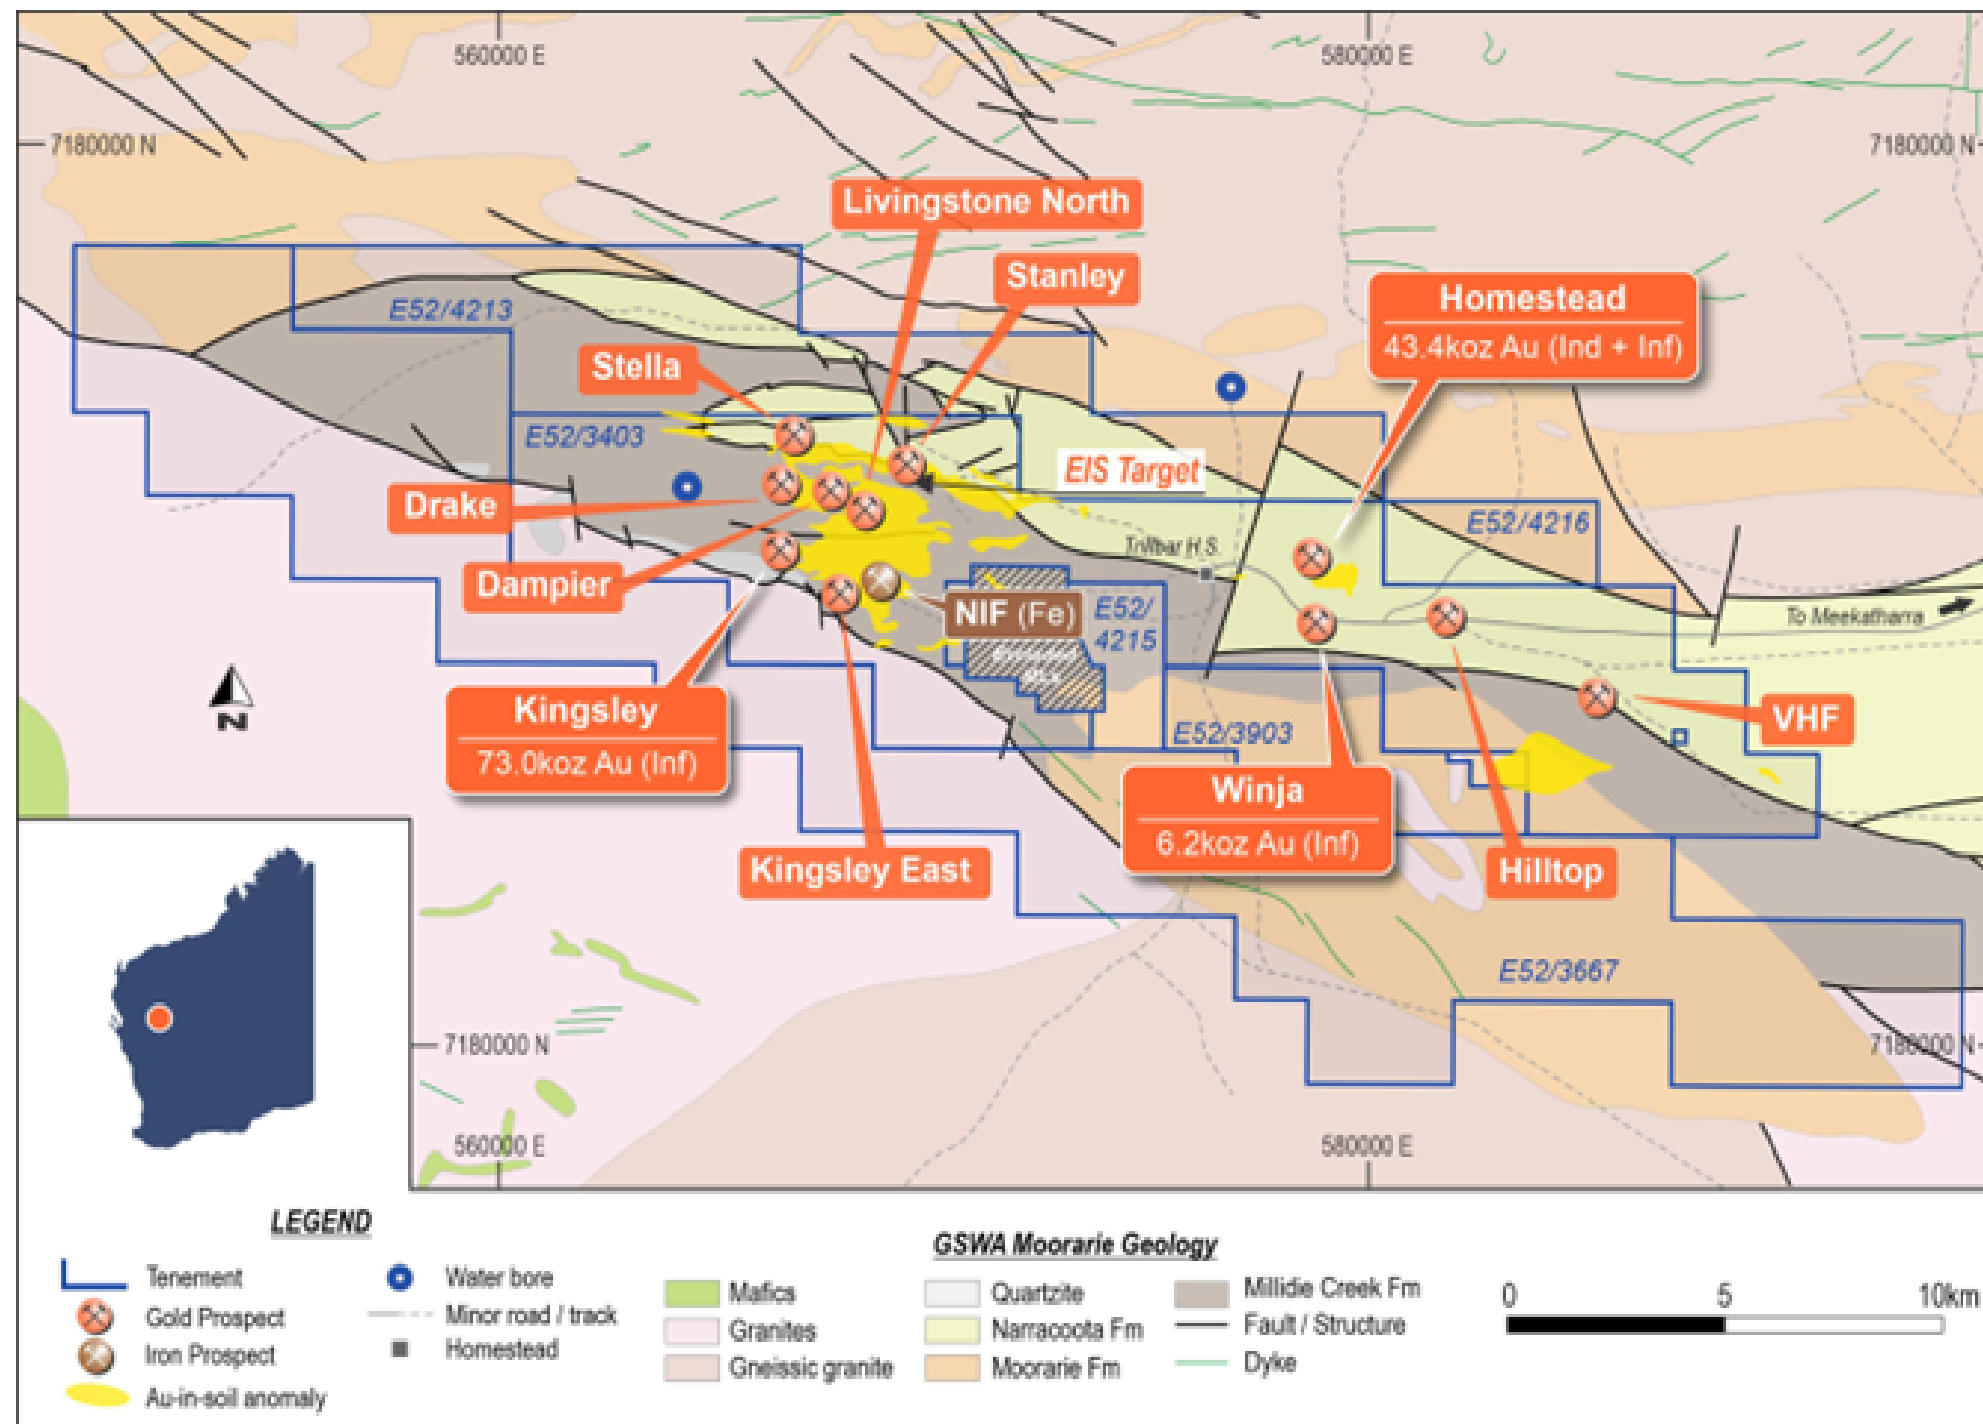 560000 E
580000 E
7180000 N
7180000 N
Livingstone North
Stanley
Homestead
43.4koz Au (Ind + Inf)
E52/4213
Stella
E52/3403
EIS Target
Drake
E52/4216
Trillbar H.S.
Dampier
NIF (Fe)
E52/
4215
To Meekatharra
Kingsley
73.0koz Au (Inf)
E52/3903
VHF
Winja
6.2koz Au (Inf)
Kingsley East
Hilltop
N
E52/3667
7180000 N
7180000 N
560000 E
580000 E
LEGEND
Tenement
Gold Prospect
Iron Prospect
Au-in-soil anomaly
Water bore
Minor road / track
Homestead
GSWA Moorarie Geology
Mafics
Granites
Gneissic granite
Quartzite
Narracoota Fm
Moorarie Fm
Millidie Creek Fm
Fault / Structure
Dyke
0 5 10km